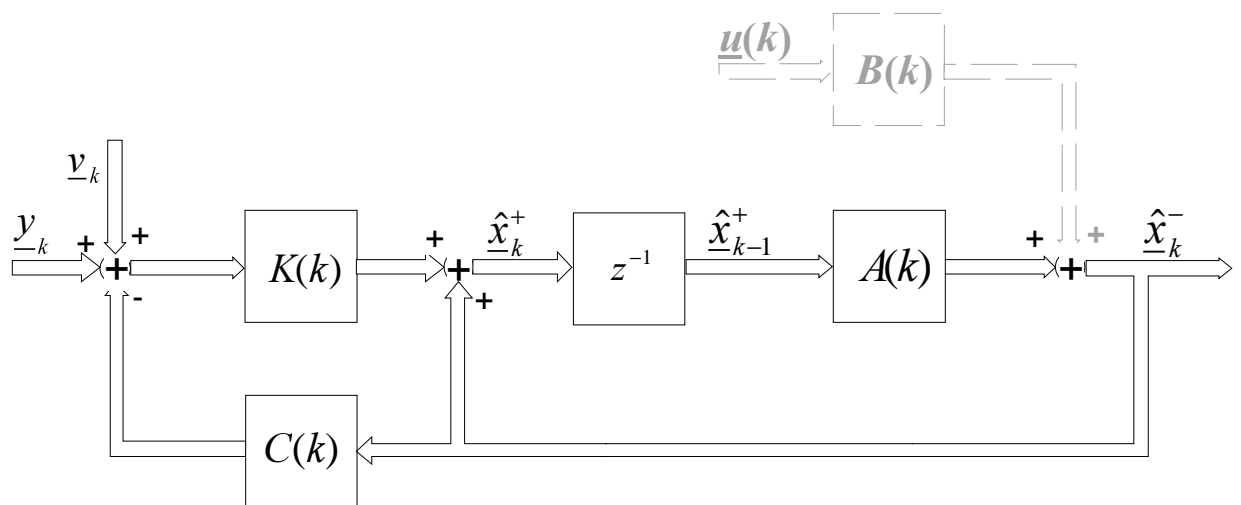 u(k)
B(k)
+
v_k
y_k
+
+
+
-
K(k)
+
+
+
x̂_k^+
z^{-1}
x̂_{k-1}^+
A(k)
+
+
+
x̂_k^-
C(k)